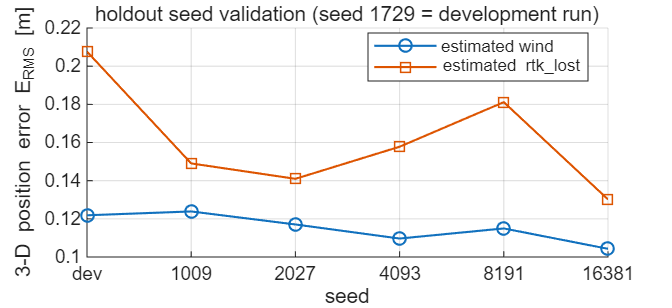 holdout seed validation (seed 1729 = development run)
3-D position error E_RMS [m]
0.22
0.2
0.18
0.16
0.14
0.12
0.1
estimated wind
estimated rtk_lost
dev 1009 2027 4093 8191 16381
seed